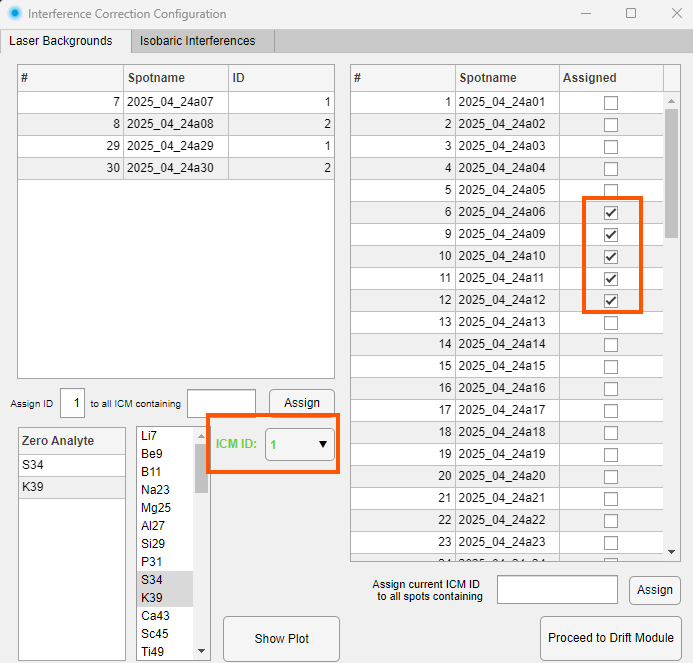 Interference Correction Configuration
Laser Backgrounds
Isobaric Interferences
# Spotname ID
7 2025_04_24a07 1
8 2025_04_24a08 2
29 2025_04_24a29 1
30 2025_04_24a30 2
# Spotname Assigned
1 2025_04_24a01
2 2025_04_24a02
3 2025_04_24a03
4 2025_04_24a04
5 2025_04_24a05
6 2025_04_24a06
9 2025_04_24a09
10 2025_04_24a10
11 2025_04_24a11
12 2025_04_24a12
13 2025_04_24a13
14 2025_04_24a14
15 2025_04_24a15
16 2025_04_24a16
17 2025_04_24a17
18 2025_04_24a18
19 2025_04_24a19
20 2025_04_24a20
21 2025_04_24a21
22 2025_04_24a22
23 2025_04_24a23
Assign ID 1 to all ICM containing Assign
Zero Analyte
S34
K39
Li7
Be9
B11
Na23
Mg25
Al27
Si29
P31
S34
K39
Ca43
Sc45
Ti49
ICM ID: 1
Show Plot
Assign current ICM ID
to all spots containing
Assign
Proceed to Drift Module